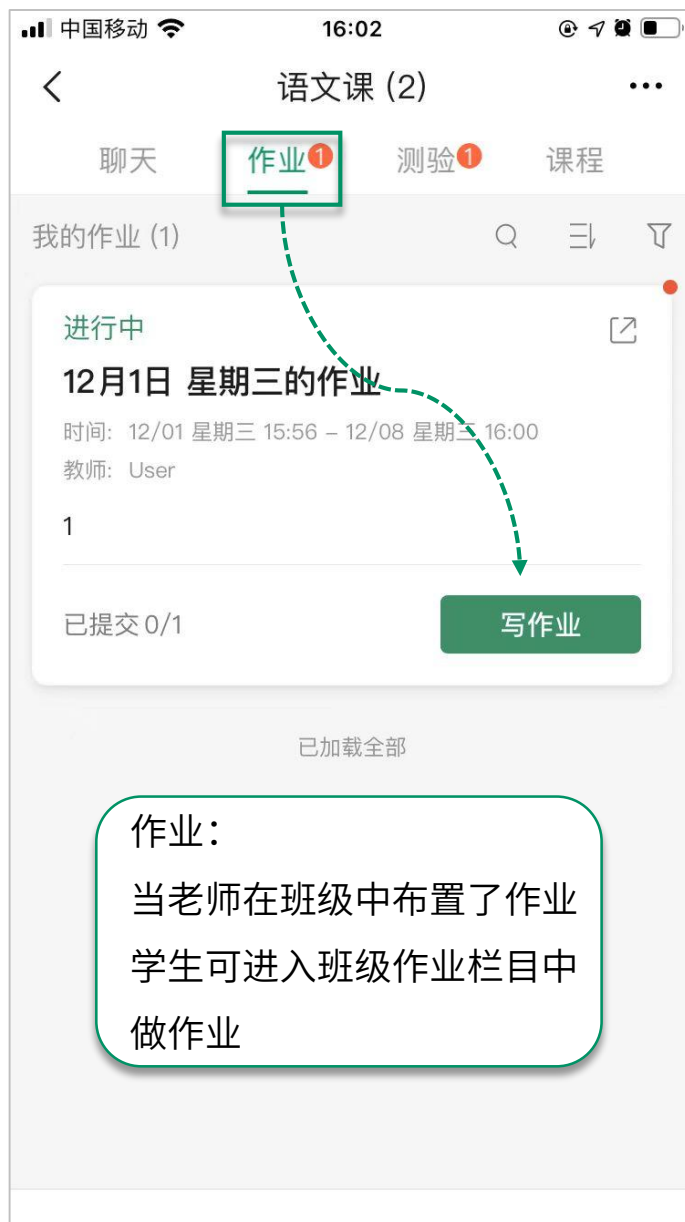 中国移动 16:02
语文课 (2)
聊天 作业 1 测验 1 课程
我的作业 (1)
进行中
12月1日 星期三的作业
时间: 12/01 星期三 15:56 – 12/08 星期三 16:00
教师: User
1
已提交 0/1 写作业
已加载全部
作业：
当老师在班级中布置了作业
学生可进入班级作业栏目中
做作业